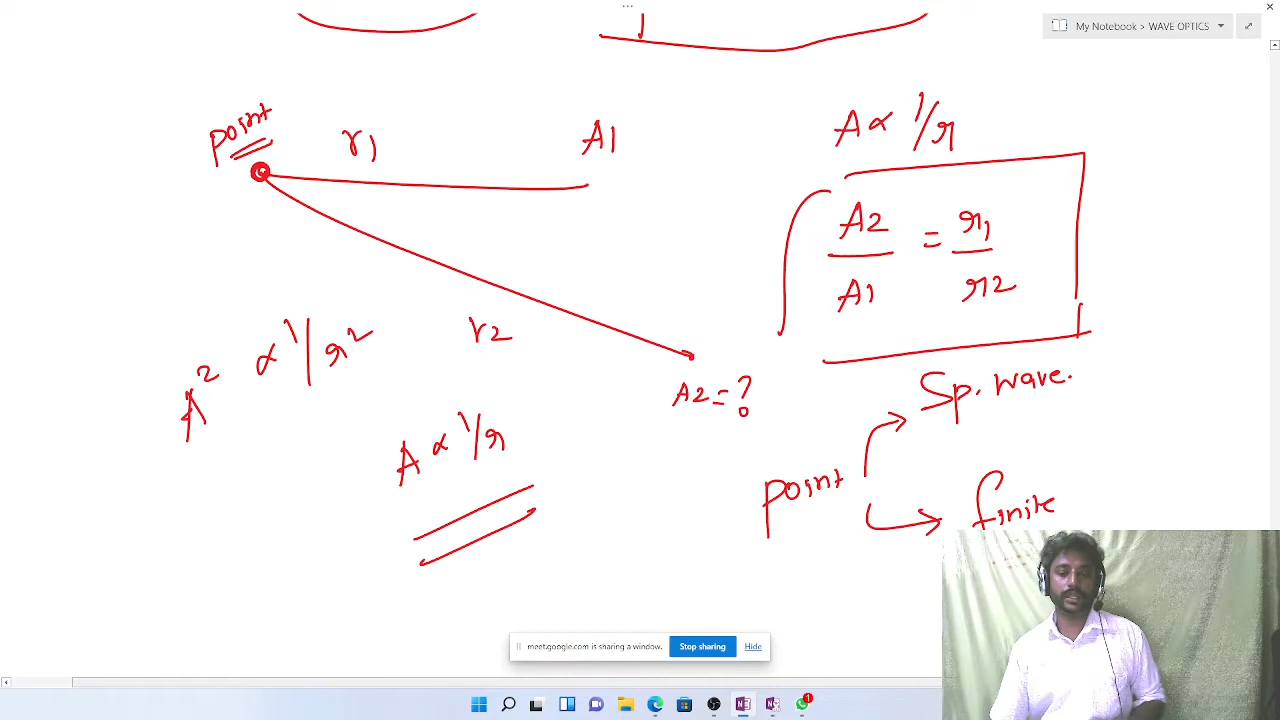 My Notebook > WAVE OPTICS
point
r1
A1
A ∝ 1/r
A2/A1 = r1/r2
r2
A² ∝ 1/r²
A2 = ?
Sp. wave.
A ∝ 1/r
point
finite
meet.google.com is sharing a window.
Stop sharing
Hide
1